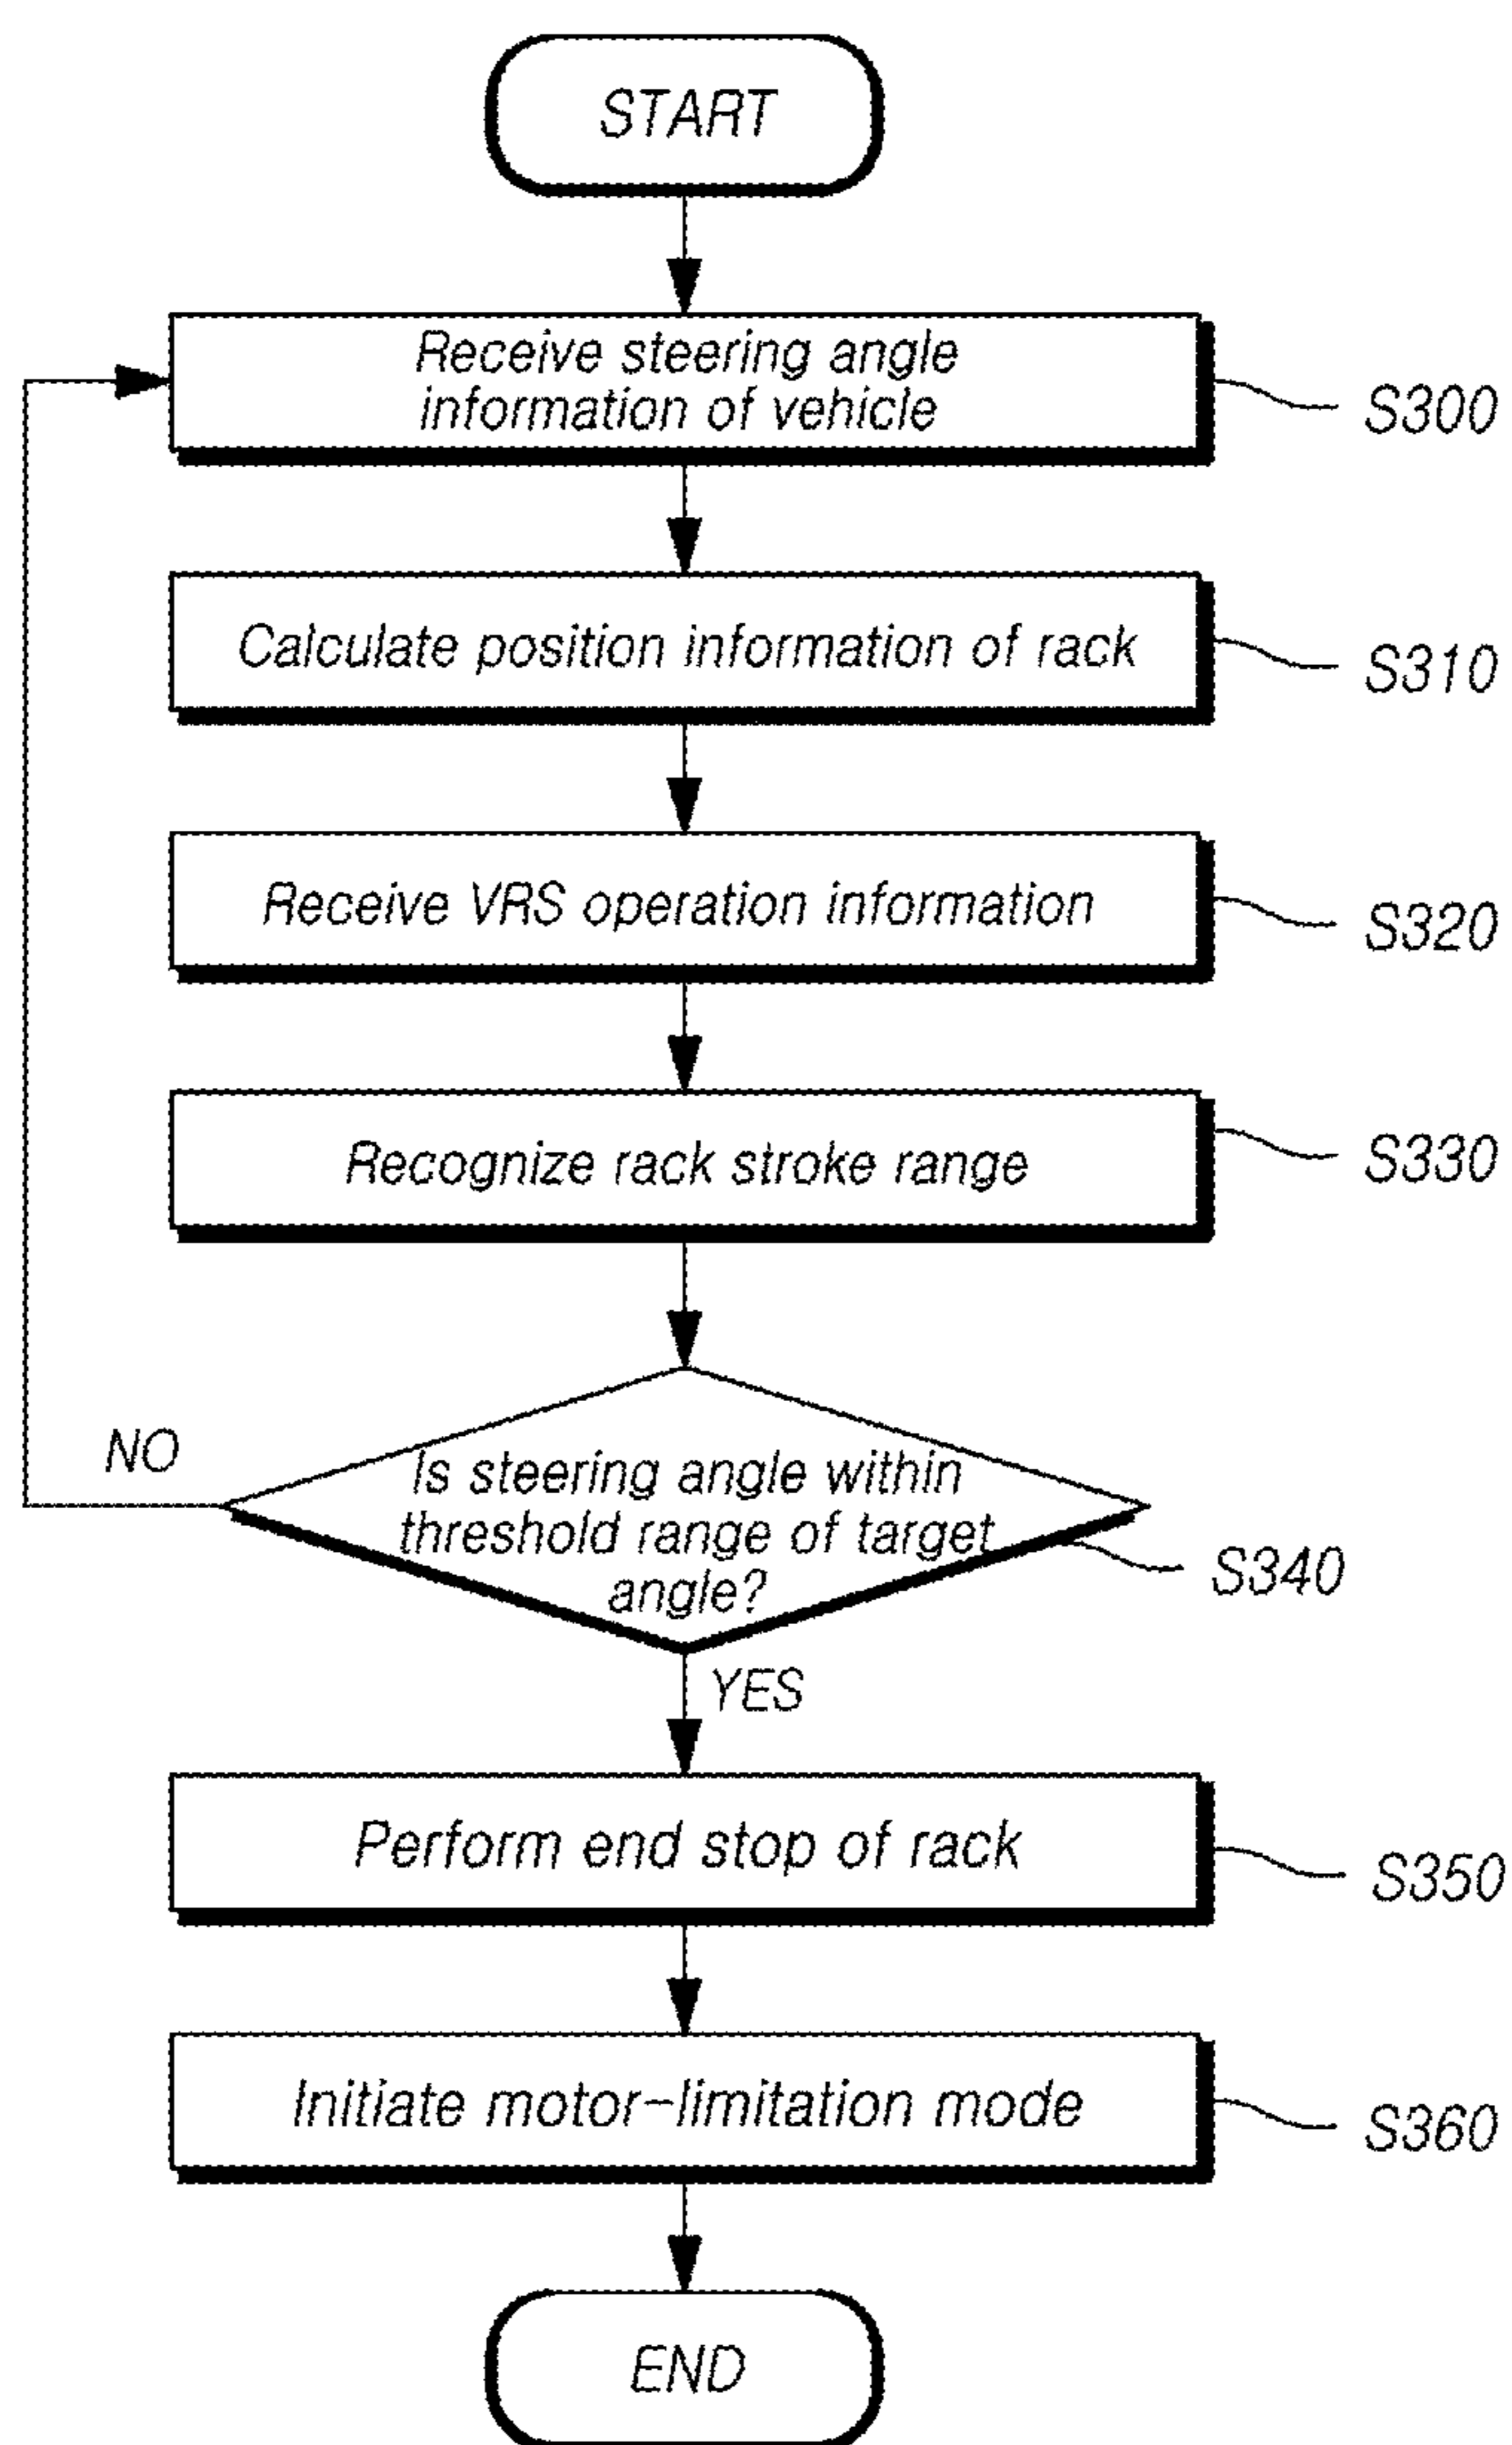 START
Receive steering angle
information of vehicle
S300
Calculate position information of rack
S310
Receive VRS operation information
S320
Recognize rack stroke range
S330
NO
Is steering angle within
threshold range of target
angle?
S340
YES
Perform end stop of rack
S350
Initiate motor-limitation mode
S360
END